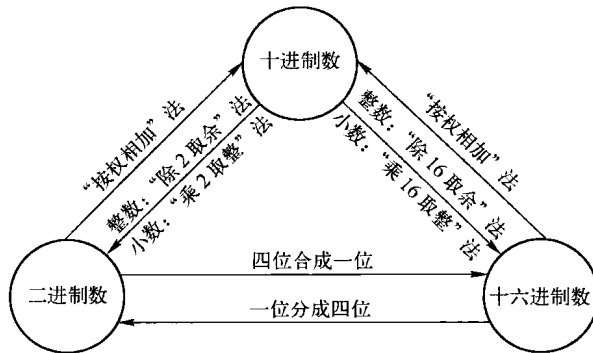 十进制数
“按权相加”法
整数：“除2取余”法
小数：“乘2取整”法
“按权相加”法
整数：“除16取余”法
小数：“乘16取整”法
二进制数
四位合成一位
一位分成四位
十六进制数